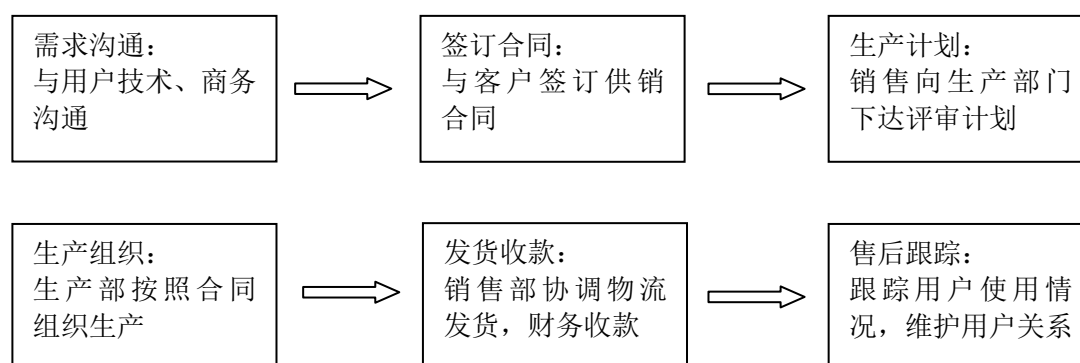 需求沟通：
与用户技术、商务
沟通
签订合同：
与客户签订供销
合同
生产计划：
销售向生产部门
下达评审计划
生产组织：
生产部按照合同
组织生产
发货收款：
销售部协调物流
发货，财务收款
售后跟踪：
跟踪用户使用情
况，维护用户关系